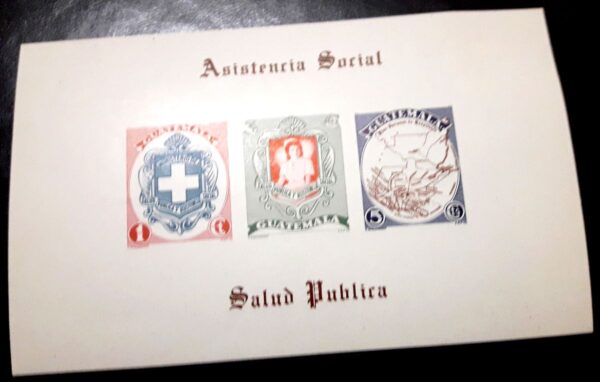 Asistencia Social
GUATEMALA
1 ¢
GUATEMALA
GUATEMALA
5 ¢
Salud Publica